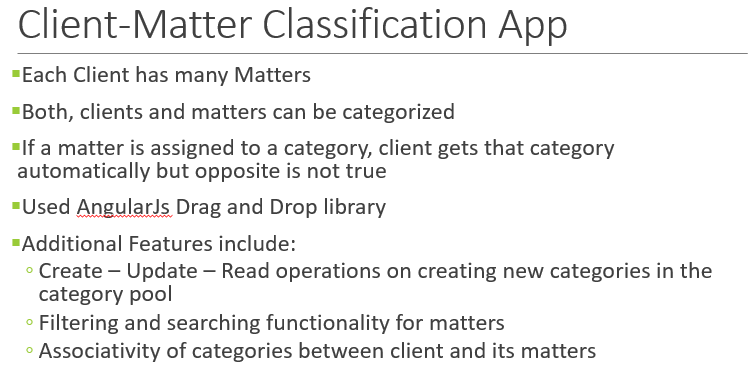 Client-Matter Classification App
▪Each Client has many Matters
▪Both, clients and matters can be categorized
▪If a matter is assigned to a category, client gets that category
automatically but opposite is not true
▪Used AngularJs Drag and Drop library
▪Additional Features include:
◦ Create – Update – Read operations on creating new categories in the
category pool
◦ Filtering and searching functionality for matters
◦ Associativity of categories between client and its matters